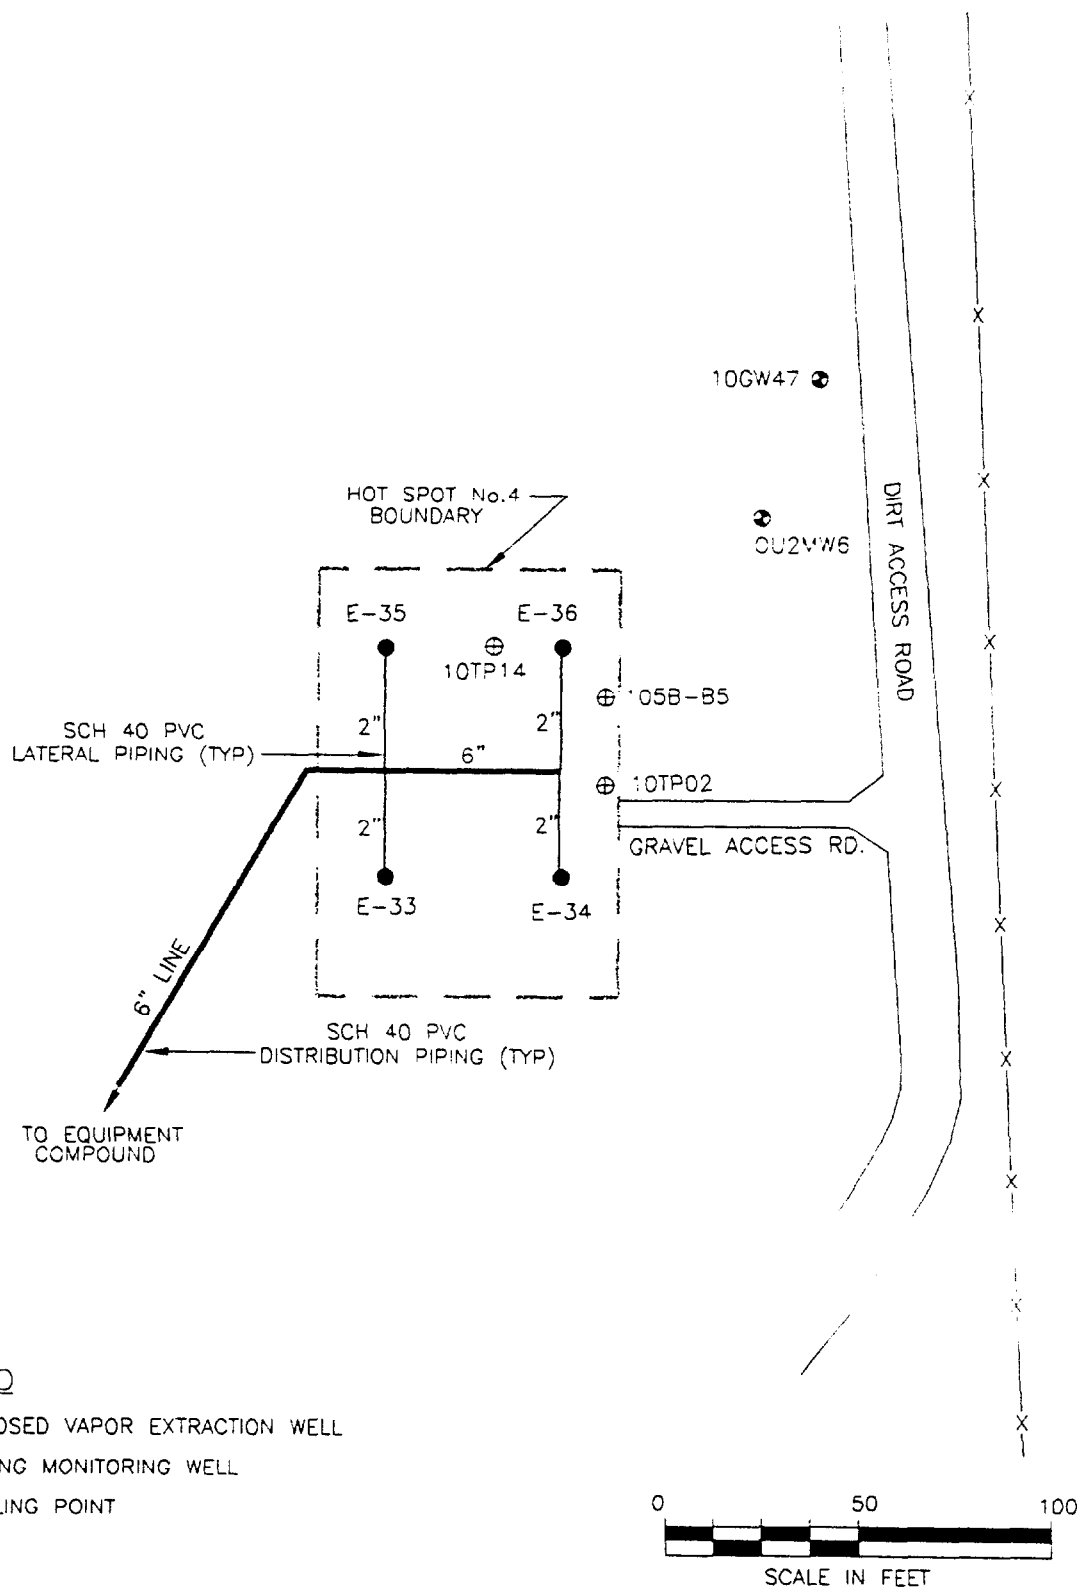 10GW47
HOT SPOT No.4
BOUNDARY
OU2MW6
DIRT ACCESS ROAD
E-35
E-36
10TP14
105B-B5
SCH 40 PVC
LATERAL PIPING (TYP)
2"
2"
6"
10TP02
2"
2"
GRAVEL ACCESS RD.
E-33
E-34
6" LINE
SCH 40 PVC
DISTRIBUTION PIPING (TYP)
TO EQUIPMENT
COMPOUND
D
OSED VAPOR EXTRACTION WELL
NG MONITORING WELL
LING POINT
0 50 100
SCALE IN FEET